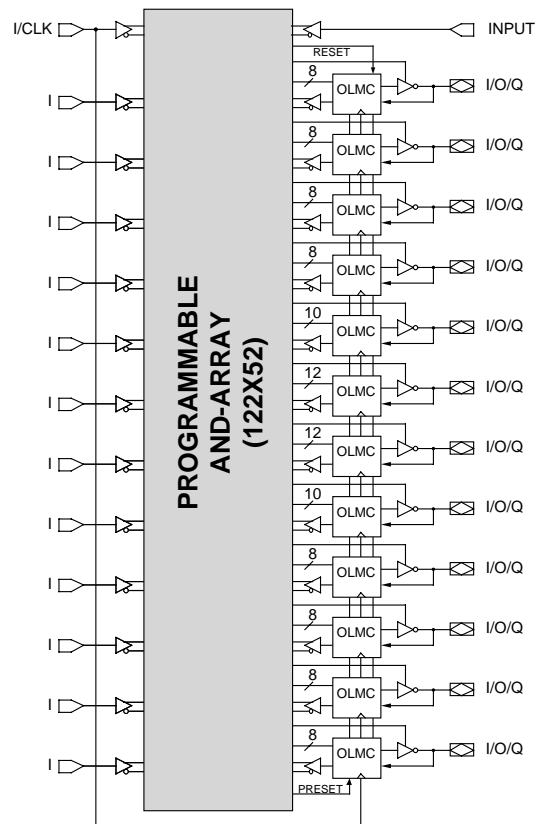 I/CLK INPUT
RESET
8 OLMC I/O/Q
I
8 OLMC I/O/Q
I
8 OLMC I/O/Q
I
8 OLMC I/O/Q
I
10 OLMC I/O/Q
I
12 OLMC I/O/Q
I
12 OLMC I/O/Q
I
10 OLMC I/O/Q
I
8 OLMC I/O/Q
I
8 OLMC I/O/Q
I
8 OLMC I/O/Q
I
8 OLMC I/O/Q
I
PRESET
PROGRAMMABLE
AND-ARRAY
(122X52)